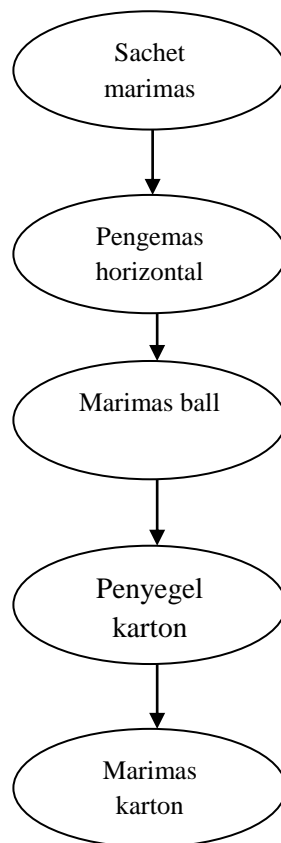 Sachet
marimas
Pengemas
horizontal
Marimas ball
Penyegel
karton
Marimas
karton